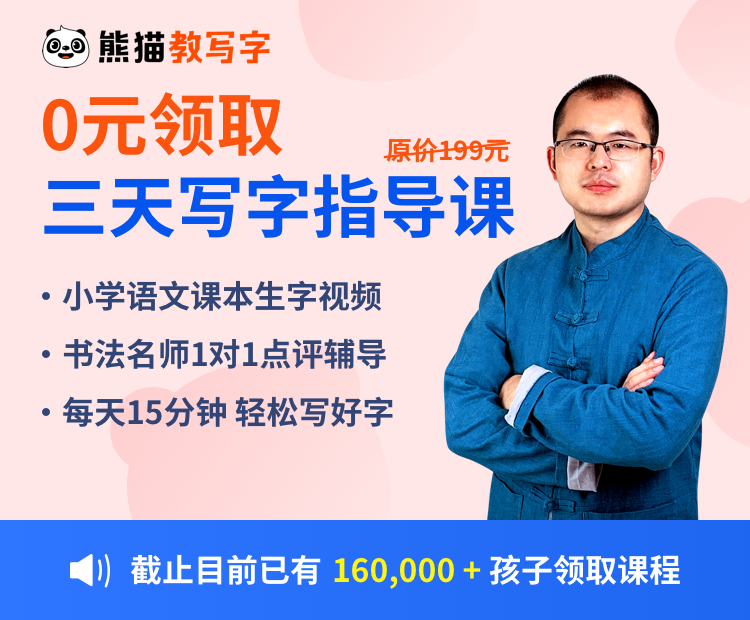 熊猫教写字
0元领取
原价199元
三天写字指导课
• 小学语文课本生字视频
• 书法名师1对1点评辅导
• 每天15分钟 轻松写好字
截止目前已有 160,000 + 孩子领取课程